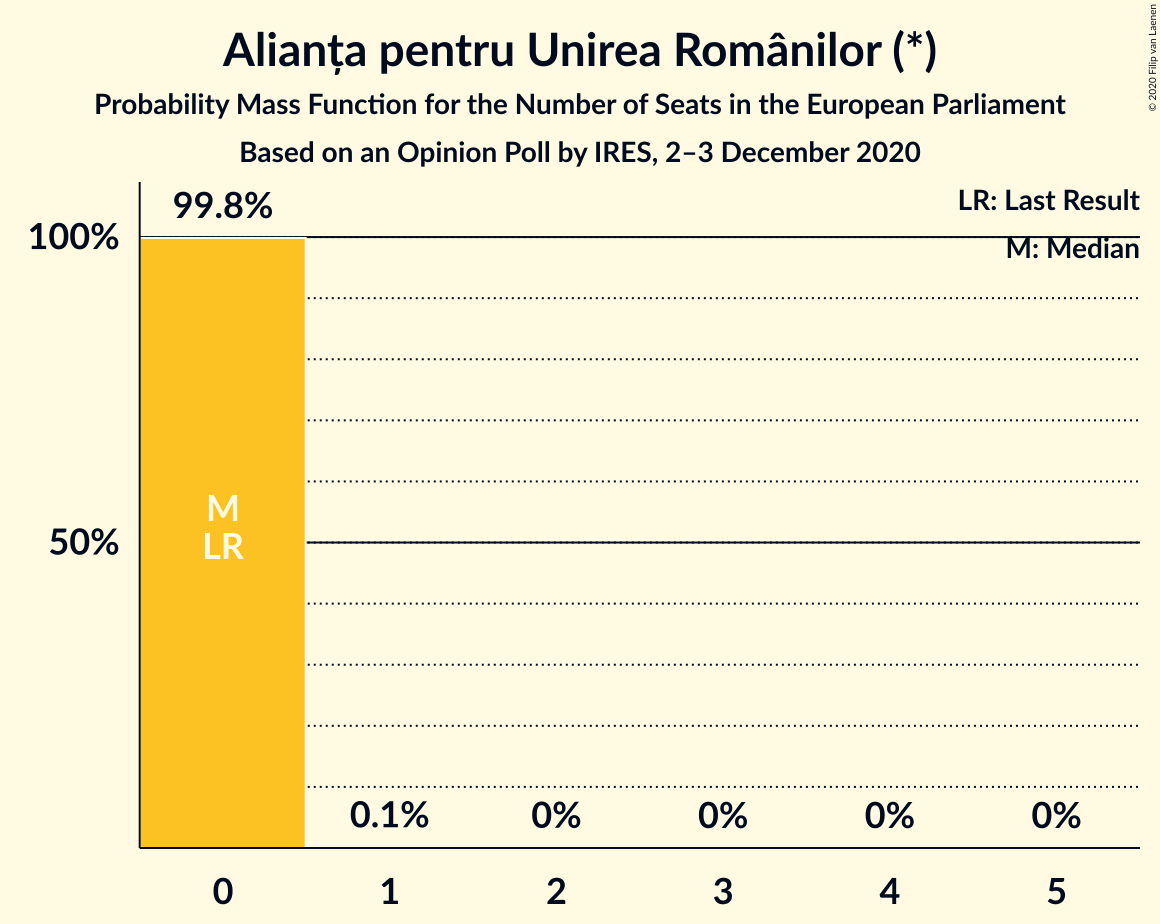 Alianța pentru Unirea Românilor (*)
Probability Mass Function for the Number of Seats in the European Parliament
Based on an Opinion Poll by IRES, 2–3 December 2020
© 2020 Filip van Laenen
LR: Last Result
M: Median
99.8%
100%
M
LR
50%
0.1% 0% 0% 0% 0%
0 1 2 3 4 5